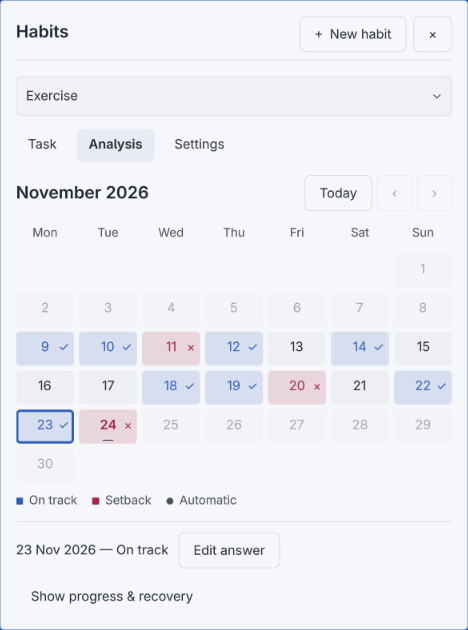 Habits
+ New habit
×
Exercise
Task Analysis Settings
November 2026
Today ‹ ›
Mon Tue Wed Thu Fri Sat Sun
1
2 3 4 5 6 7 8
9 ✓ 10 ✓ 11 × 12 ✓ 13 14 ✓ 15
16 17 18 ✓ 19 ✓ 20 × 21 22 ✓
23 ✓ 24 × 25 26 27 28 29
30
On track Setback Automatic
23 Nov 2026 — On track Edit answer
Show progress & recovery